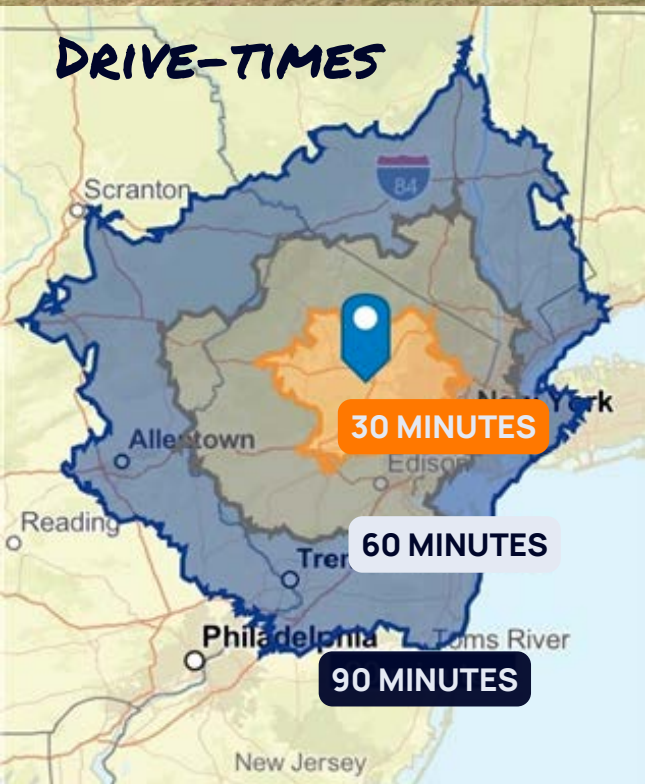 DRIVE-TIMES
84
Scranton
New York
30 MINUTES
Allentown
Edison
Reading
60 MINUTES
Tren
Philadelphia
Toms River
90 MINUTES
New Jersey